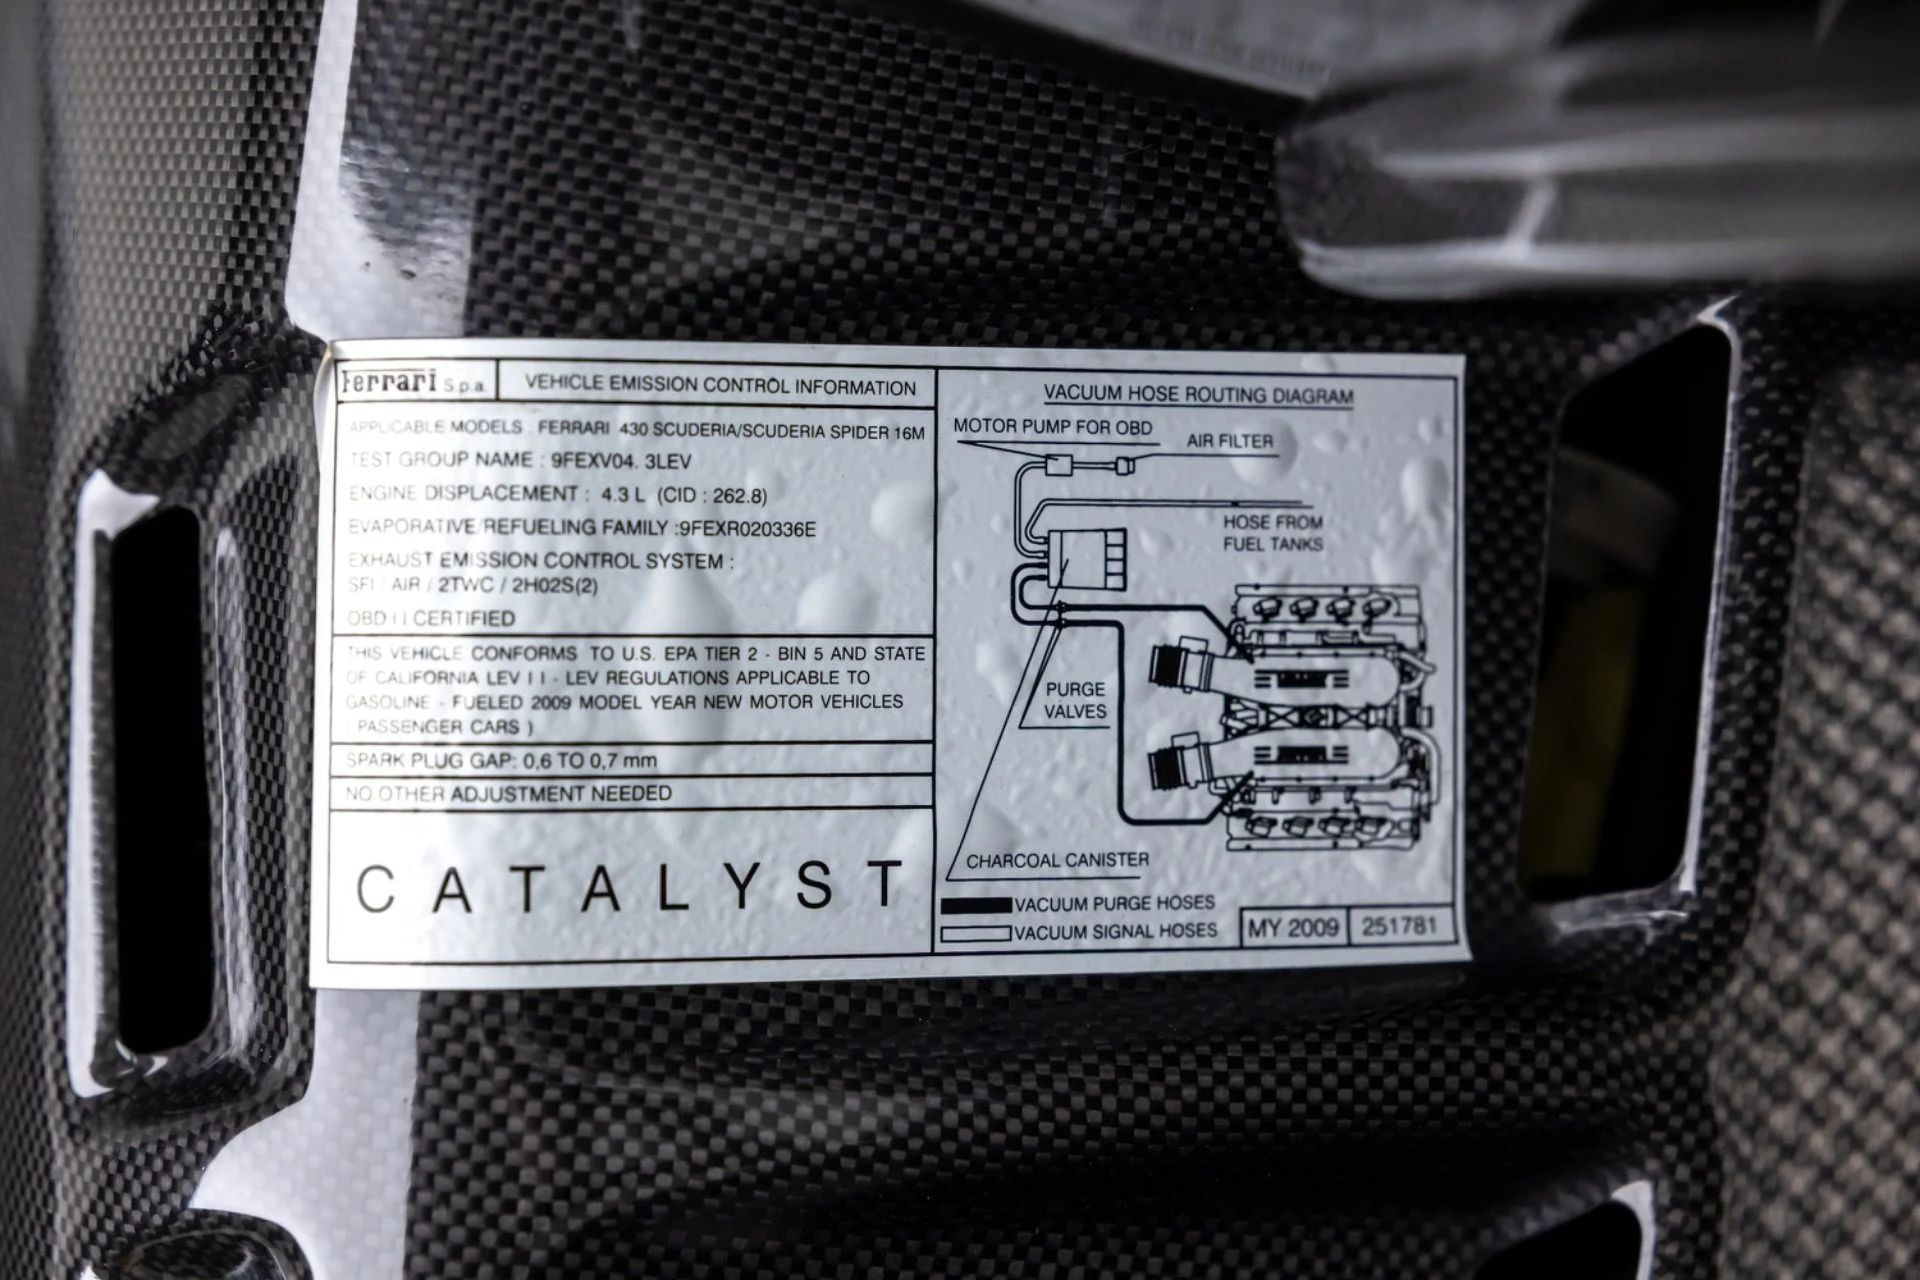 Ferrari S.p.a.
VEHICLE EMISSION CONTROL INFORMATION
APPLICABLE MODELS : FERRARI 430 SCUDERIA/SCUDERIA SPIDER 16M
TEST GROUP NAME : 9FEXV04. 3LEV
ENGINE DISPLACEMENT : 4.3 L (CID : 262.8)
EVAPORATIVE/REFUELING FAMILY :9FEXR020336E
EXHAUST EMISSION CONTROL SYSTEM :
SFI / AIR / 2TWC / 2H02S(2)
OBD I I CERTIFIED
THIS VEHICLE CONFORMS TO U.S. EPA TIER 2 - BIN 5 AND STATE
OF CALIFORNIA LEV I I - LEV REGULATIONS APPLICABLE TO
GASOLINE - FUELED 2009 MODEL YEAR NEW MOTOR VEHICLES
( PASSENGER CARS )
SPARK PLUG GAP: 0,6 TO 0,7 mm
NO OTHER ADJUSTMENT NEEDED
CATALYST
VACUUM HOSE ROUTING DIAGRAM
MOTOR PUMP FOR OBD
AIR FILTER
HOSE FROM
FUEL TANKS
PURGE
VALVES
CHARCOAL CANISTER
VACUUM PURGE HOSES
VACUUM SIGNAL HOSES
MY 2009
251781